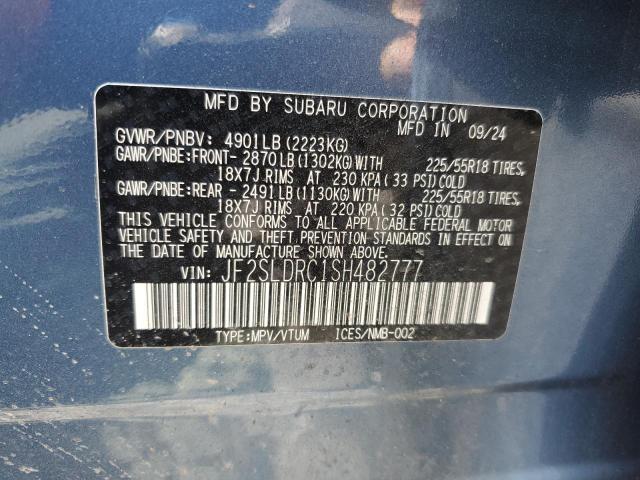 MFD BY SUBARU CORPORATION
MFD IN 09/24
GVWR/PNBV: 4901LB (2223KG)
GAWR/PNBE:FRONT- 2870LB(1302KG)WITH 225/55R18 TIRES,
18X7J RIMS AT 230 KPA (33 PSI)COLD
GAWR/PNBE:REAR - 2491LB(1130KG)WITH 225/55R18 TIRES,
18X7J RIMS AT 220 KPA (32 PSI)COLD
THIS VEHICLE CONFORMS TO ALL APPLICABLE FEDERAL MOTOR
VEHICLE SAFETY AND THEFT PREVENTION STANDARDS IN EFFECT ON
THE DATE OF MANUFACTURE SHOWN ABOVE.
VIN: JF2SLDRC1SH482777
TYPE:MPV/VTUM ICES/NMB-002